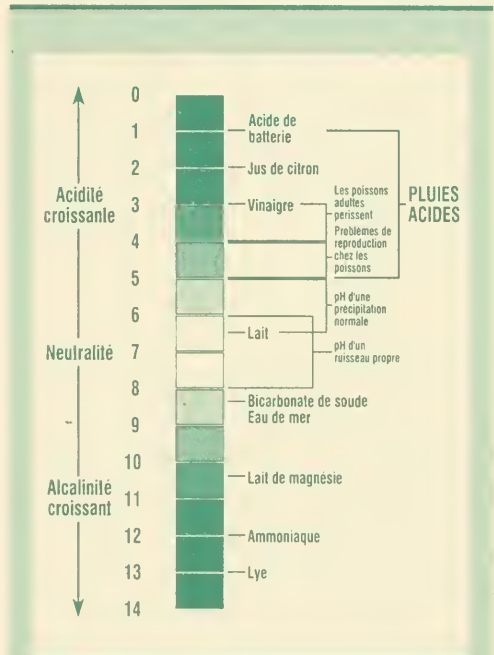 0
1
2
3
4
5
6
7
8
9
10
11
12
13
14
Acidité
croissante
Neutralité
Alcalinité
croissant
Acide de
batterie
Jus de citron
Vinaigre
Les poissons
adultes
perissent
Problèmes de
reproduction
chez les
poissons
PLUIES
ACIDES
pH d'une
précipitation
normale
Lait
pH d'un
ruisseau propre
Bicarbonate de soude
Eau de mer
Lait de magnésie
Ammoniaque
Lye